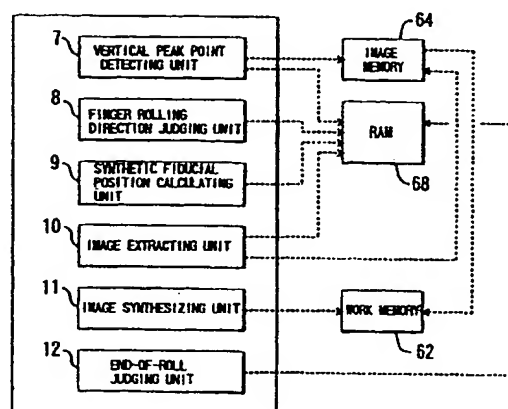 7
VERTICAL PEAK POINT
DETECTING UNIT
8
FINGER ROLLING
DIRECTION JUDGING UNIT
9
SYNTHETIC FIDUCIAL
POSITION CALCULATING
UNIT
10
IMAGE EXTRACTING UNIT
11
IMAGE SYNTHESIZING UNIT
12
END-OF-ROLL
JUDGING UNIT
64
IMAGE
MEMORY
RAM
68
WORK MEMORY
62